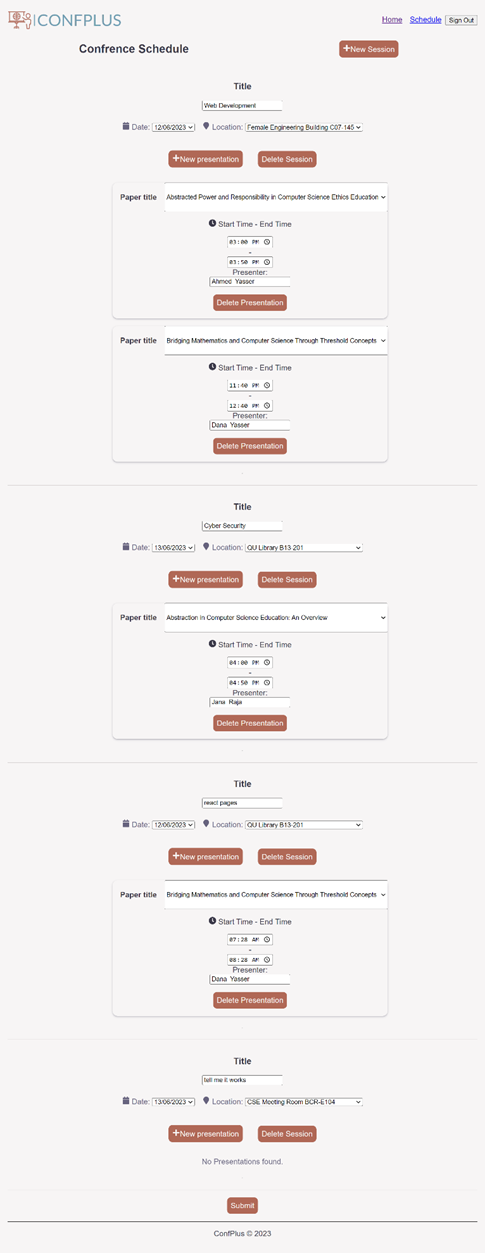 ICONFPLUS
Home Schedule Sign Out
Confrence Schedule
New Session
Title
Web Development
Date: 12/06/2023 Location: Female Engineering Building C07-145
New presentation Delete Session
Paper title Abstracted Power and Responsibility in Computer Science Ethics Education
Start Time - End Time
03:00 PM
-
03:50 PM
Presenter:
Ahmed Yasser
Delete Presentation
Paper title Bridging Mathematics and Computer Science Through Threshold Concepts
Start Time - End Time
11:40 PM
-
12:40 PM
Presenter:
Dana Yasser
Delete Presentation
Title
Cyber Security
Date: 13/06/2023 Location: QU Library B13-201
New presentation Delete Session
Paper title Abstraction In Computer Science Education: An Overview
Start Time - End Time
04:00 PM
-
04:50 PM
Presenter:
Jana Raja
Delete Presentation
Title
react pages
Date: 12/06/2023 Location: QU Library B13-201
New presentation Delete Session
Paper title Bridging Mathematics and Computer Science Through Threshold Concepts
Start Time - End Time
07:28 AM
-
08:28 AM
Presenter:
Dana Yasser
Delete Presentation
Title
tell me it works
Date: 13/06/2023 Location: CSE Meeting Room BCR-E104
New presentation Delete Session
No Presentations found.
Submit
ConfPlus © 2023